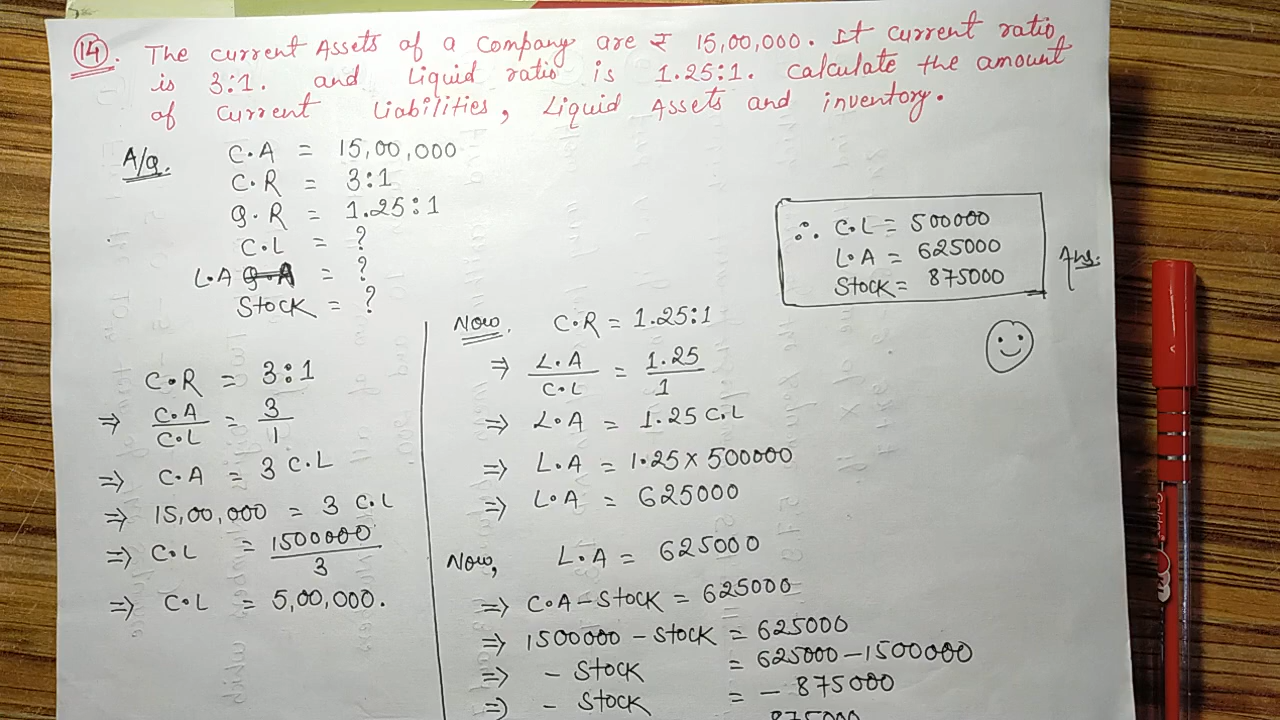 14. The current Assets of a Company are ₹ 15,00,000. It current ratio
is 3:1. and Liquid ratio is 1.25:1. calculate the amount
of current Liabilities, Liquid Assets and inventory.
A/Q. C.A = 15,00,000
C.R = 3:1
Q.R = 1.25:1
C.L = ?
L.A = ?
Stock = ?
∴ C.L = 500000
L.A = 625000
Stock = 875000
Ans.
C.R = 3:1
⇒ C.A/C.L = 3/1
⇒ C.A = 3 C.L
⇒ 15,00,000 = 3 C.L
⇒ C.L = 1500000/3
⇒ C.L = 5,00,000.
Now, C.R = 1.25:1
⇒ L.A/C.L = 1.25/1
⇒ L.A = 1.25 C.L
⇒ L.A = 1.25 × 500000
⇒ L.A = 625000
Now, L.A = 625000
⇒ C.A - Stock = 625000
⇒ 1500000 - Stock = 625000
⇒ - Stock = 625000 - 1500000
⇒ - Stock = - 875000